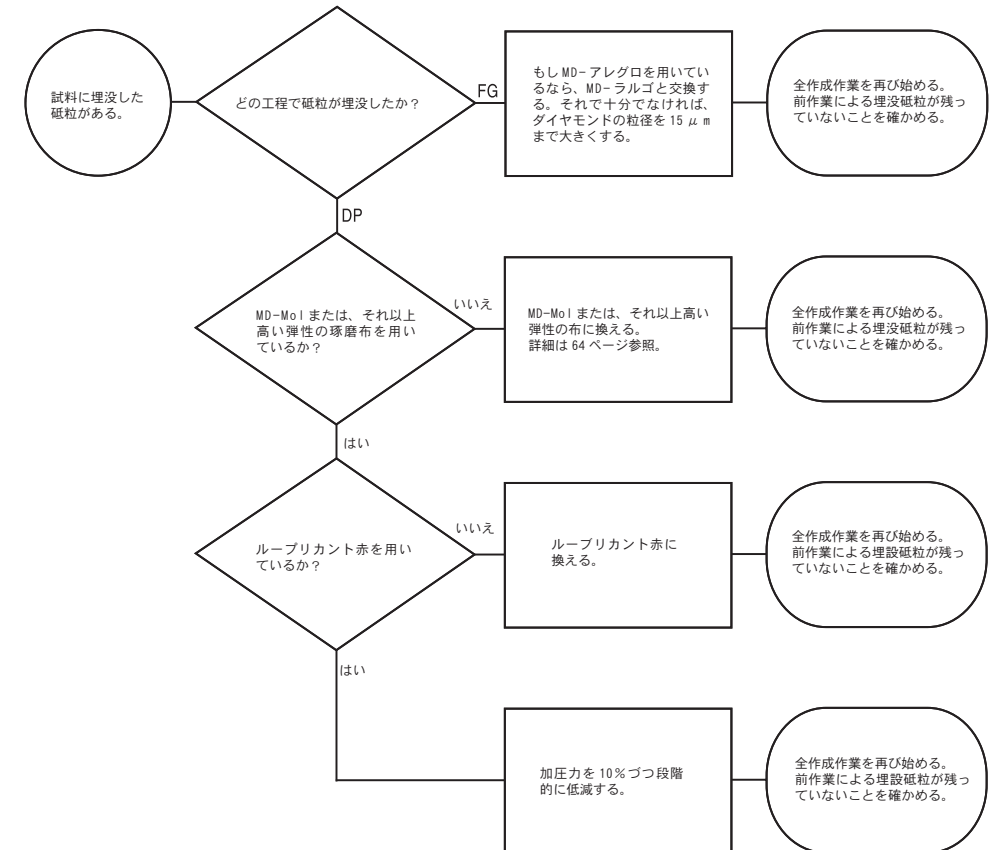 試料に埋没した
砥粒がある。
どの工程で砥粒が埋没したか？
FG
もし MD-アレグロを用いてい
るなら、MD-ラルゴと交換す
る。それで十分でなければ、
ダイヤモンドの粒径を 15 μm
まで大きくする。
全作成作業を再び始める。
前作業による埋没砥粒が残っ
ていないことを確かめる。
DP
MD-Mol または、それ以上
高い弾性の琢磨布を用い
ているか？
いいえ
MD-Mol または、それ以上高い
弾性の布に換える。
詳細は 64 ページ参照。
全作成作業を再び始める。
前作業による埋没砥粒が残っ
ていないことを確かめる。
はい
ルーブリカント赤を用い
ているか？
いいえ
ルーブリカント赤に
換える。
全作成作業を再び始める。
前作業による埋設砥粒が残っ
ていないことを確かめる。
はい
加圧力を 10％づつ段階
的に低減する。
全作成作業を再び始める。
前作業による埋設砥粒が残っ
ていないことを確かめる。